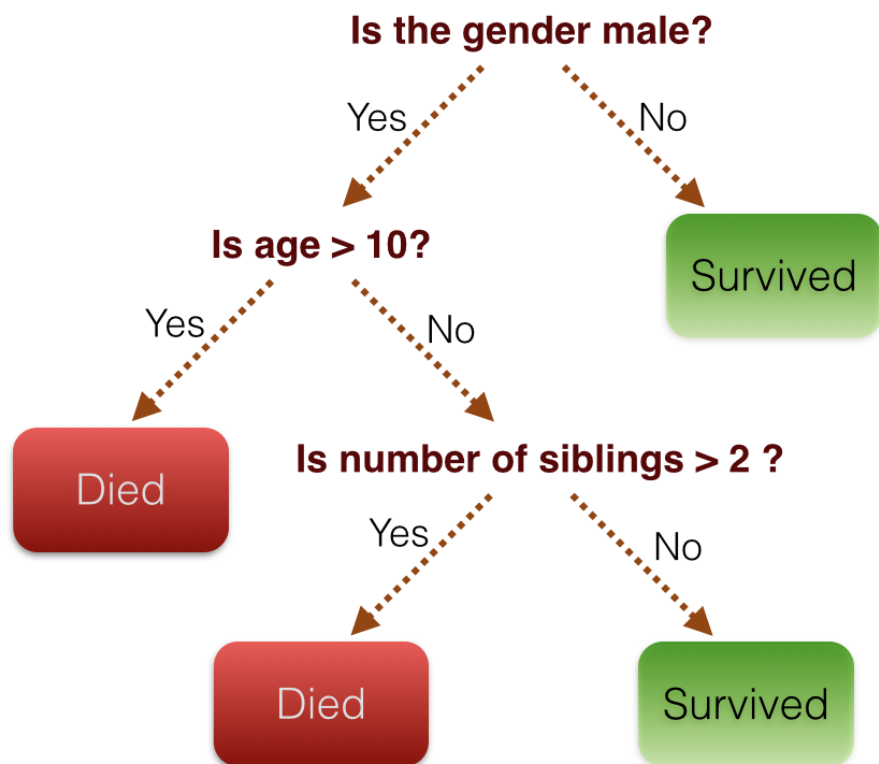 Is the gender male?
Yes
No
Is age > 10?
Survived
Yes
No
Died
Is number of siblings > 2 ?
Yes
No
Died
Survived